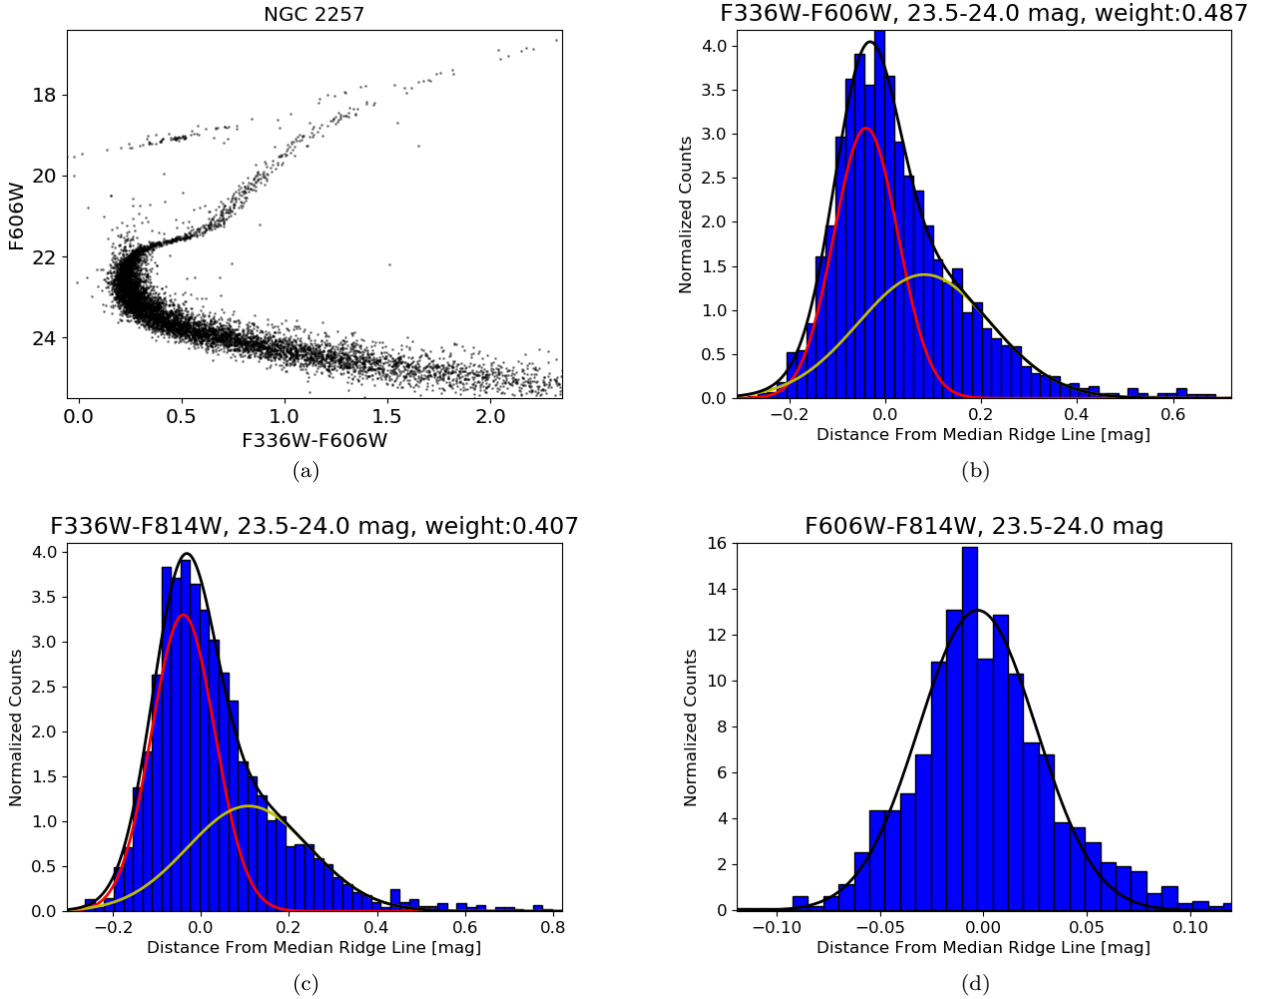 NGC 2257
18
20
22
24
F606W
0.0 0.5 1.0 1.5 2.0
F336W-F606W
(a)
F336W-F606W, 23.5-24.0 mag, weight:0.487
4.0
3.5
3.0
2.5
2.0
1.5
1.0
0.5
0.0
Normalized Counts
−0.2 0.0 0.2 0.4 0.6
Distance From Median Ridge Line [mag]
(b)
F336W-F814W, 23.5-24.0 mag, weight:0.407
4.0
3.5
3.0
2.5
2.0
1.5
1.0
0.5
0.0
Normalized Counts
−0.2 0.0 0.2 0.4 0.6 0.8
Distance From Median Ridge Line [mag]
(c)
F606W-F814W, 23.5-24.0 mag
16
14
12
10
8
6
4
2
0
Normalized Counts
−0.10 −0.05 0.00 0.05 0.10
Distance From Median Ridge Line [mag]
(d)